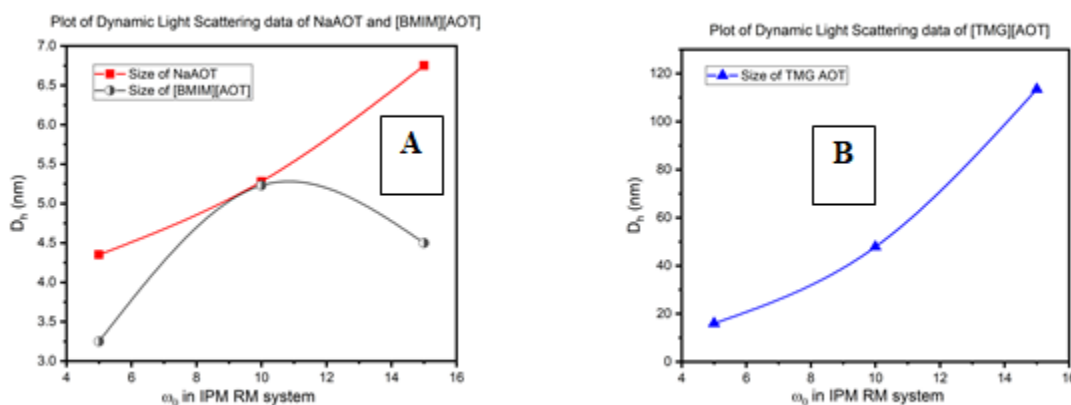 Plot of Dynamic Light Scattering data of NaAOT and [BMIM][AOT]
7.0
6.5
6.0
5.5
5.0
4.5
4.0
3.5
3.0
D_h (nm)
Size of NaAOT
Size of [BMIM][AOT]
A
4 6 8 10 12 14 16
ω₀ in IPM RM system
Plot of Dynamic Light Scattering data of [TMG][AOT]
120
100
80
60
40
20
0
D_h (nm)
Size of TMG AOT
B
4 6 8 10 12 14 16
ω₀ in IPM RM system